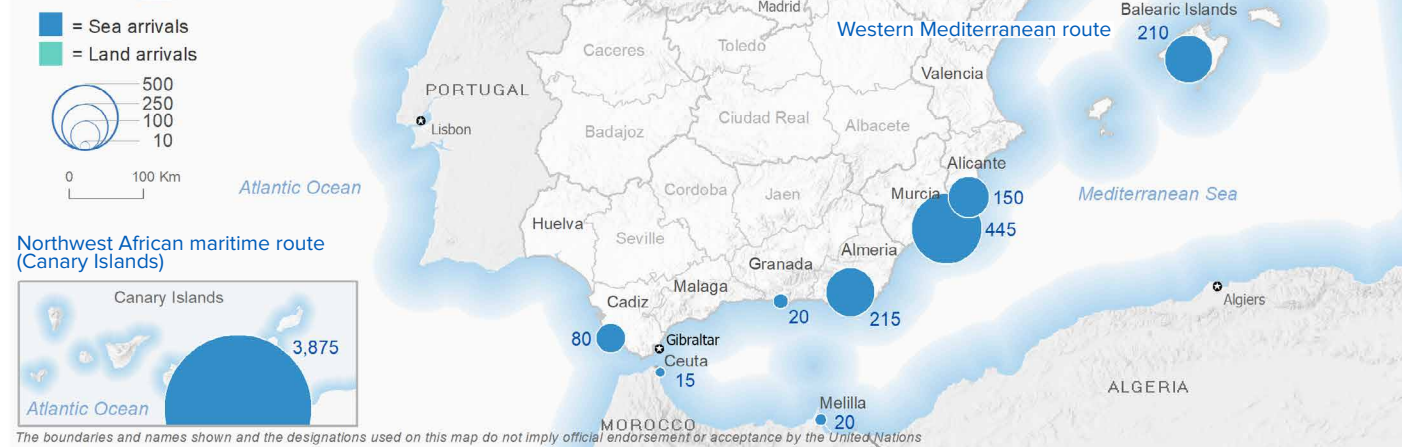 = Sea arrivals
= Land arrivals
500
250
100
10
0 100 Km
Madrid
Western Mediterranean route
Balearic Islands
210
Caceres
Toledo
Valencia
PORTUGAL
Lisbon
Badajoz
Ciudad Real
Albacete
Alicante
Atlantic Ocean
Cordoba
Jaen
Murcia
150
Mediterranean Sea
Huelva
Seville
445
Northwest African maritime route
(Canary Islands)
Almeria
Granada
Malaga
Canary Islands
Cadiz
Algiers
20
215
80
Gibraltar
3,875
Ceuta
15
ALGERIA
Atlantic Ocean
Melilla
20
MOROCCO
The boundaries and names shown and the designations used on this map do not imply official endorsement or acceptance by the United Nations